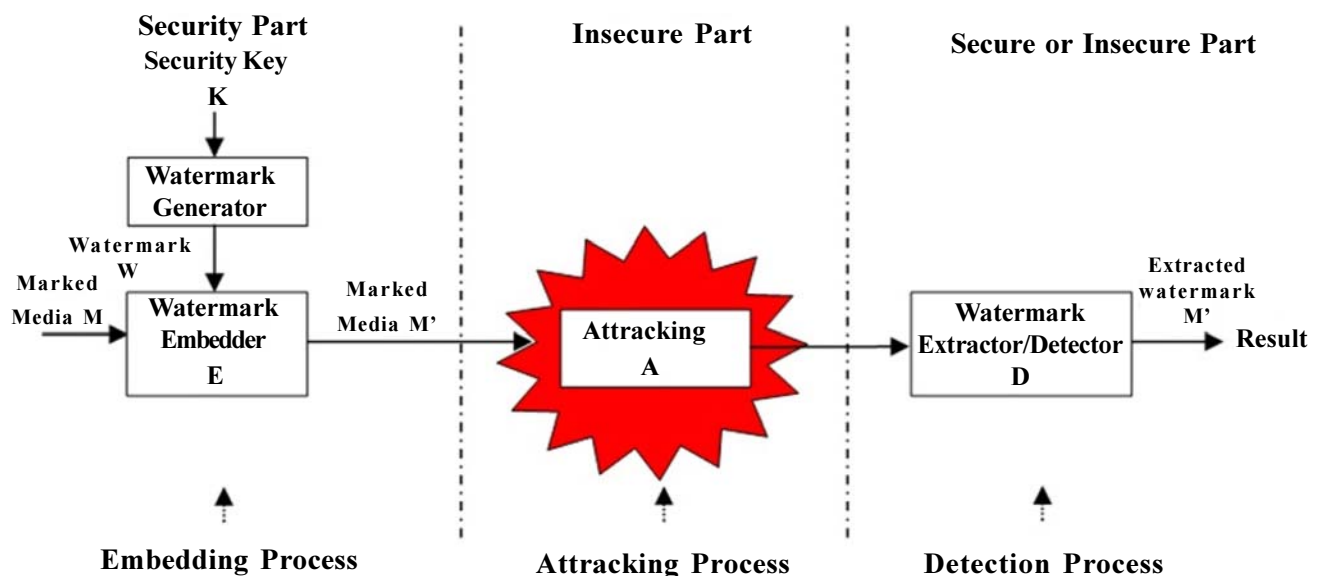 Security Part
Security Key
K
Watermark
Generator
Watermark
W
Marked
Media M
Watermark
Embedder
E
Marked
Media M’
Embedding Process
Insecure Part
Attracking
A
Attracking Process
Secure or Insecure Part
Watermark
Extractor/Detector
D
Extracted
watermark
M’
Result
Detection Process